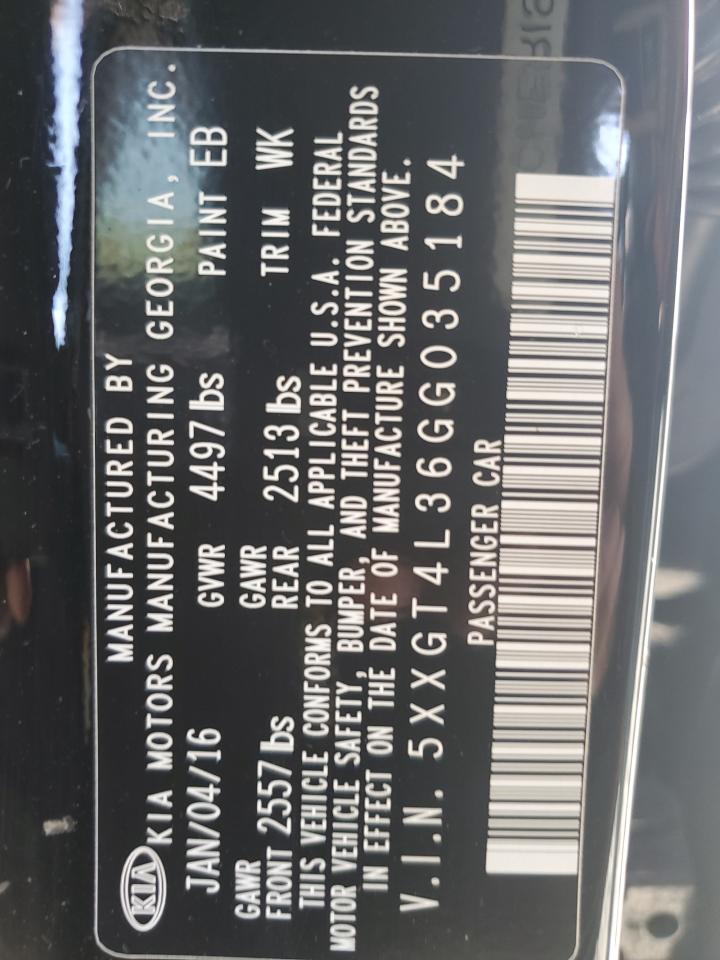 MANUFACTURED BY
KIA KIA MOTORS MANUFACTURING GEORGIA, INC.
JAN/04/16 GVWR 4497 lbs PAINT EB
GAWR GAWR
FRONT 2557 lbs REAR 2513 lbs TRIM WK
THIS VEHICLE CONFORMS TO ALL APPLICABLE U.S.A. FEDERAL
MOTOR VEHICLE SAFETY, BUMPER, AND THEFT PREVENTION STANDARDS
IN EFFECT ON THE DATE OF MANUFACTURE SHOWN ABOVE.
V.I.N. 5XXGT4L36GG035184
PASSENGER CAR